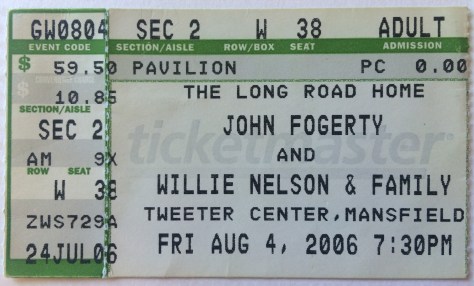 GW0804 SEC 2 W 38 ADULT
EVENT CODE SECTION/AISLE ROW/BOX SEAT ADMISSION
$ 59.50 PAVILION PC 0.00
10.85 THE LONG ROAD HOME
SECTION/AISLE
SEC 2 JOHN FOGERTY
ticketmaster
AM 9X AND
ROW SEAT
W 38 WILLIE NELSON & FAMILY
ZWS729A TWEETER CENTER,MANSFIELD
24JUL06 FRI AUG 4, 2006 7:30PM